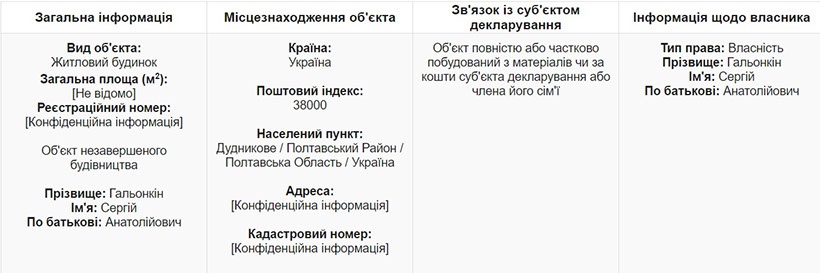 Загальна інформація
Вид об'єкта:
Житловий будинок
Загальна площа (м²):
[Не відомо]
Реєстраційний номер:
[Конфіденційна інформація]
Об'єкт незавершеного
будівництва
Прізвище: Гальонкін
Ім'я: Сергій
По батькові: Анатолійович
Місцезнаходження об'єкта
Країна:
Україна
Поштовий індекс:
38000
Населений пункт:
Дудникове / Полтавський Район /
Полтавська Область / Україна
Адреса:
[Конфіденційна інформація]
Кадастровий номер:
[Конфіденційна інформація]
Зв'язок із суб'єктом
декларування
Об'єкт повністю або частково
побудований з матеріалів чи за
кошти суб'єкта декларування або
члена його сім'ї
Інформація щодо власника
Тип права: Власність
Прізвище: Гальонкін
Ім'я: Сергій
По батькові: Анатолійович